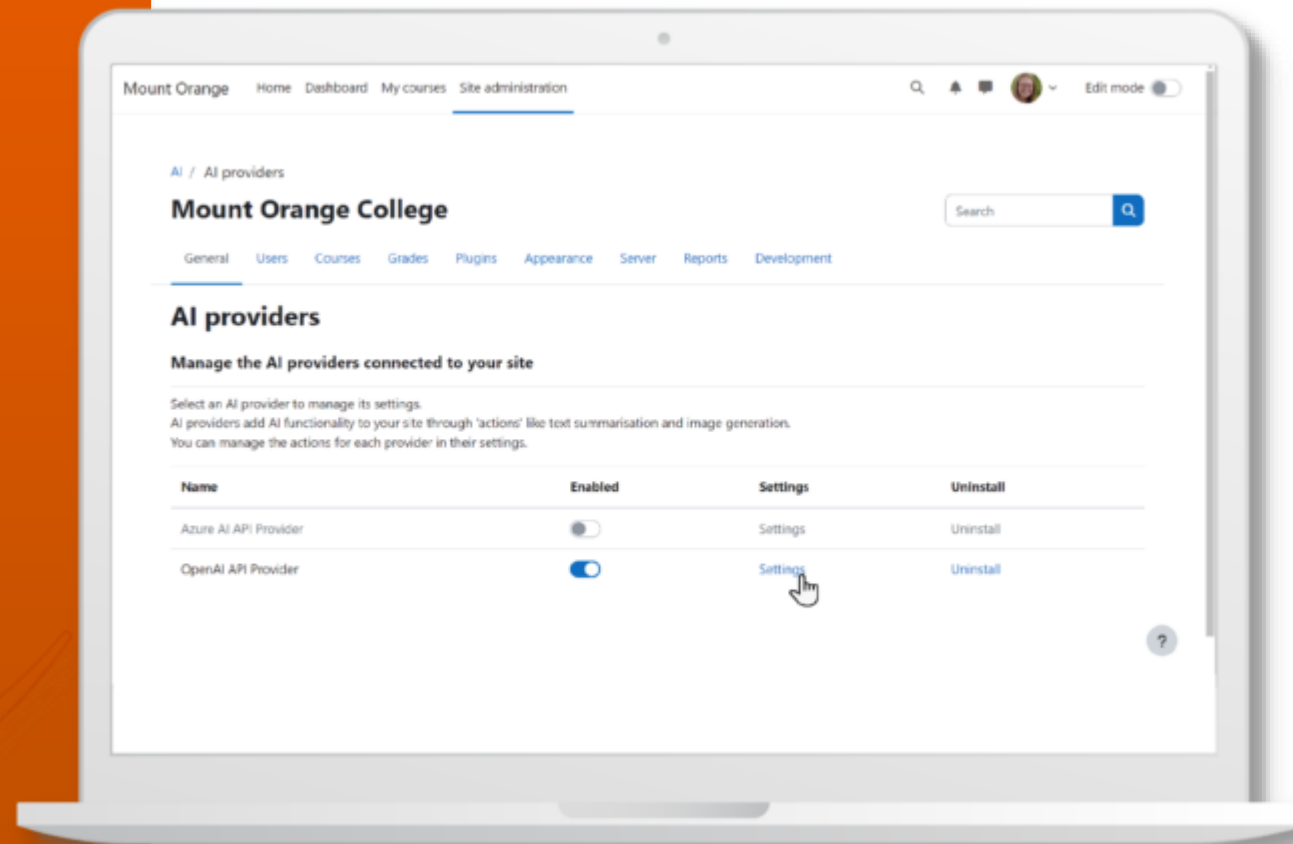 Mount Orange Home Dashboard My courses Site administration Edit mode
AI / AI providers
Mount Orange College
Search
General Users Courses Grades Plugins Appearance Server Reports Development
AI providers
Manage the AI providers connected to your site
Select an AI provider to manage its settings.
AI providers add AI functionality to your site through 'actions' like text summarisation and image generation.
You can manage the actions for each provider in their settings.
Name Enabled Settings Uninstall
Azure AI API Provider Settings Uninstall
OpenAI API Provider Settings Uninstall
?